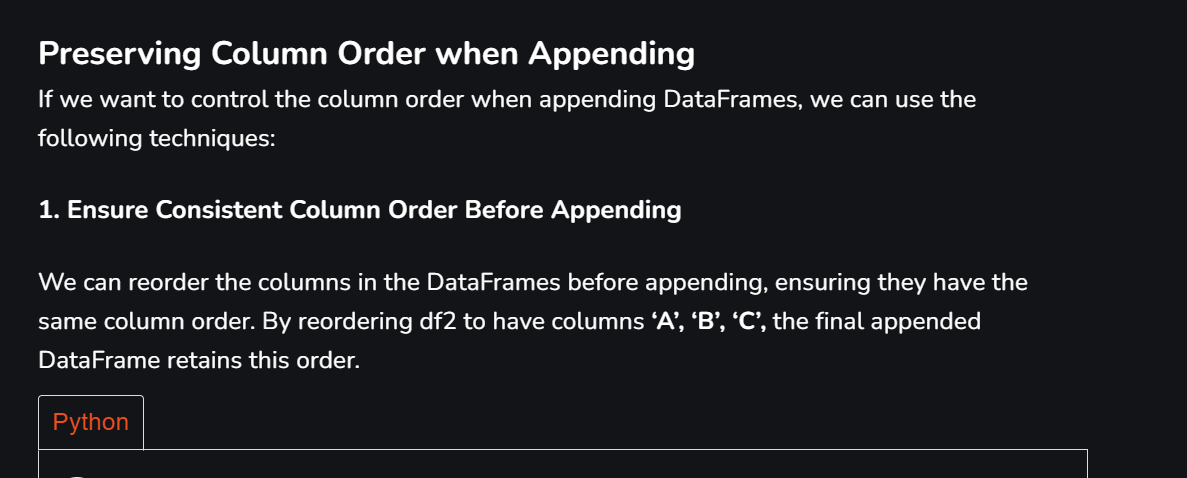 Preserving Column Order when Appending
If we want to control the column order when appending DataFrames, we can use the
following techniques:
1. Ensure Consistent Column Order Before Appending
We can reorder the columns in the DataFrames before appending, ensuring they have the
same column order. By reordering df2 to have columns ‘A’, ‘B’, ‘C’, the final appended
DataFrame retains this order.
Python